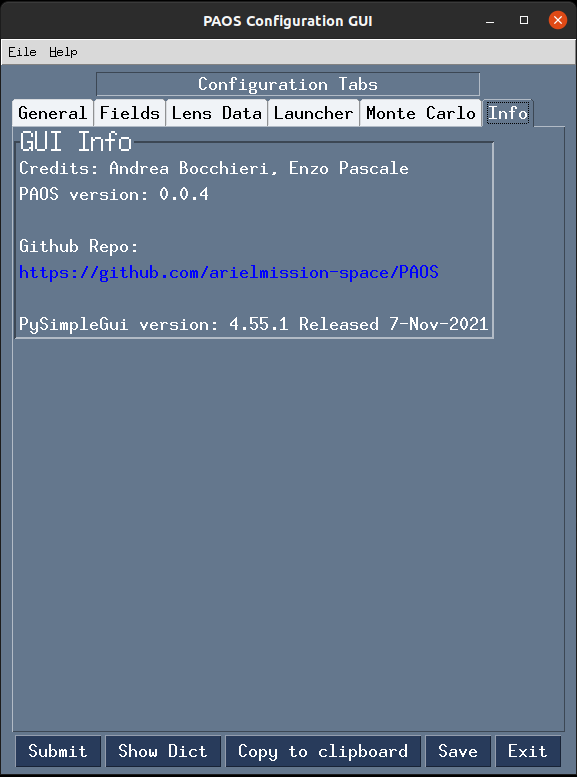 PAOS Configuration GUI
File Help
Configuration Tabs
General Fields Lens Data Launcher Monte Carlo Info
GUI Info
Credits: Andrea Bocchieri, Enzo Pascale
PAOS version: 0.0.4
Github Repo:
https://github.com/arielmission-space/PAOS
PySimpleGui version: 4.55.1 Released 7-Nov-2021
Submit Show Dict Copy to clipboard Save Exit